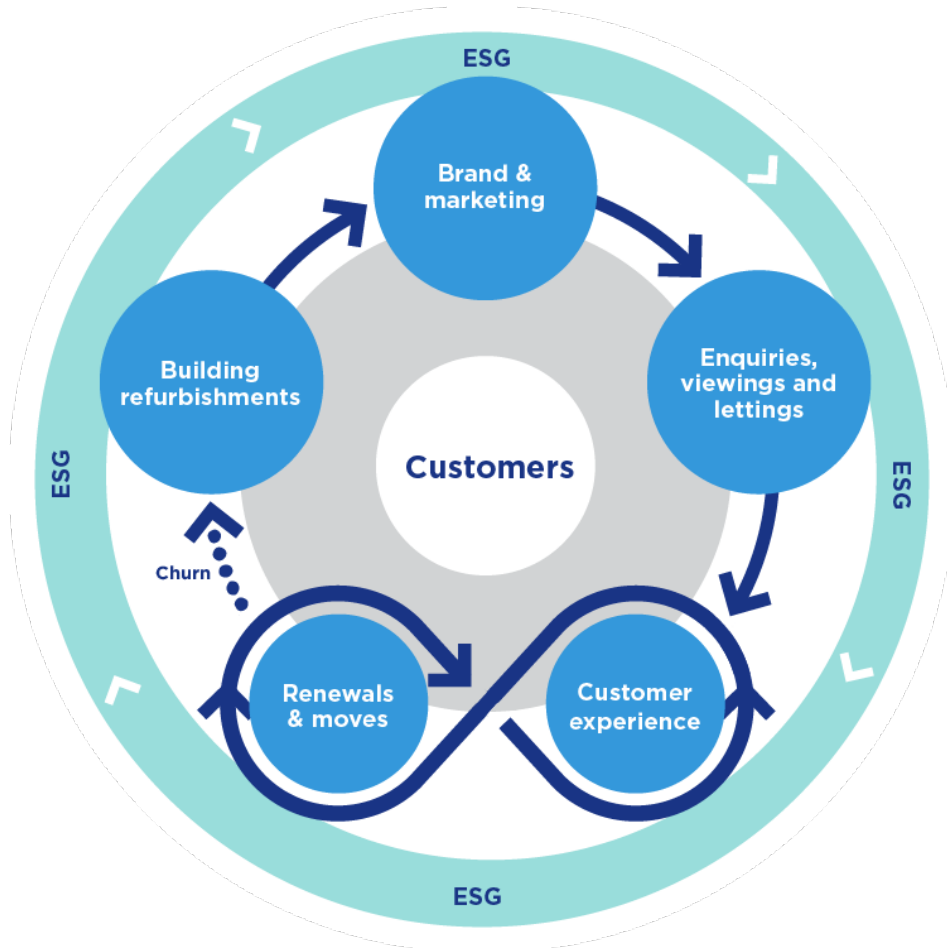 ESG
Brand &
marketing
Building
refurbishments
Enquiries,
viewings and
lettings
Customers
ESG
ESG
Churn
Renewals
& moves
Customer
experience
ESG